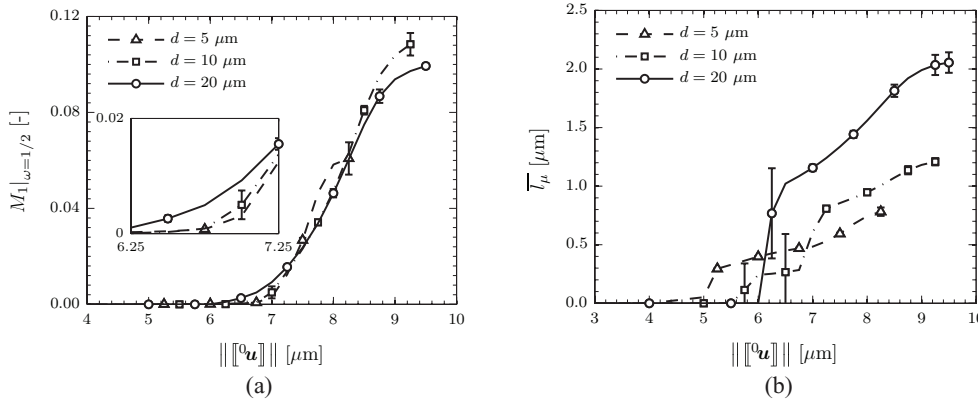 0.12
0.08
0.04
0.00
M₁|ω=1/2 [-]
d = 5 μm
d = 10 μm
d = 20 μm
0.02
0
6.25
7.25
4 5 6 7 8 9 10
‖⟦⁰u⟧‖ [μm]
(a)
2.5
2.0
1.5
1.0
0.5
0.0
l̅μ [μm]
d = 5 μm
d = 10 μm
d = 20 μm
3 4 5 6 7 8 9 10
‖⟦⁰u⟧‖ [μm]
(b)